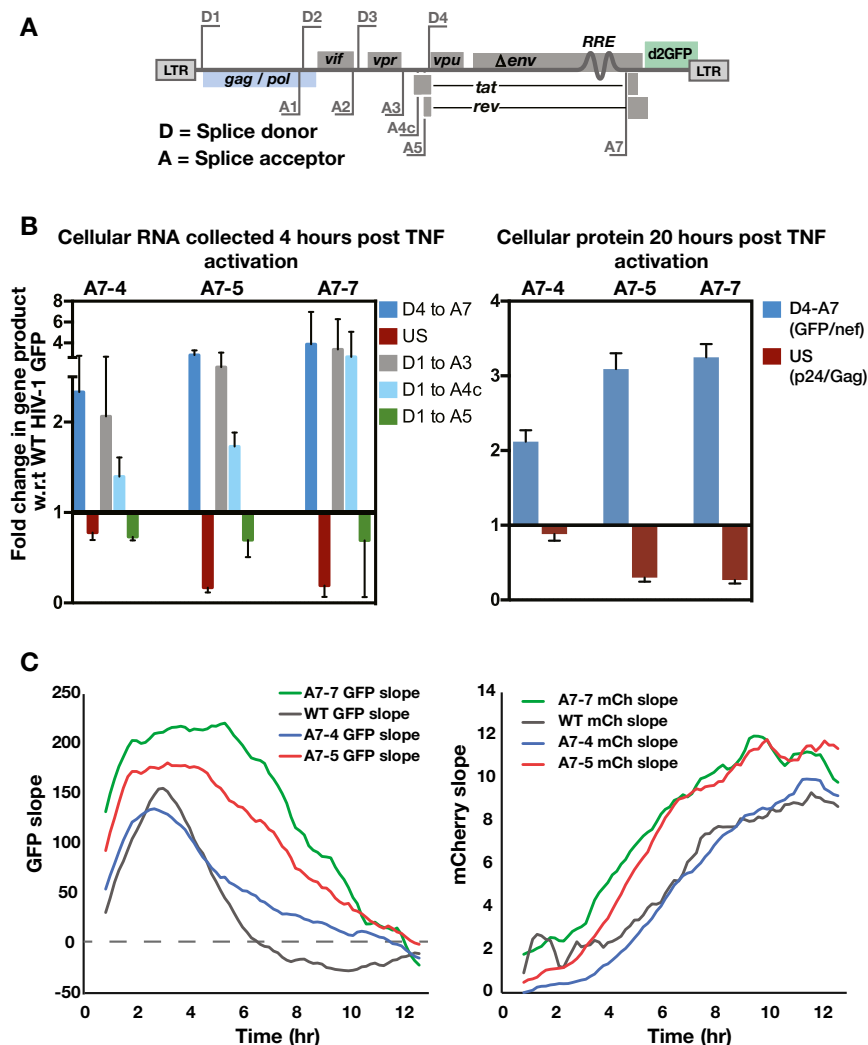 A
D1
D2
D3
D4
LTR
gag / pol
vif
vpr
vpu
Δenv
RRE
d2GFP
LTR
tat
rev
A1
A2
A3
A4c
A5
A7
D = Splice donor
A = Splice acceptor
B
Cellular RNA collected 4 hours post TNF
activation
A7-4 A7-5 A7-7
Fold change in gene product
w.r.t WT HIV-1 GFP
8
6
4
2
1
0
D4 to A7
US
D1 to A3
D1 to A4c
D1 to A5
Cellular protein 20 hours post TNF
activation
A7-4 A7-5 A7-7
4
3
2
1
0
D4-A7
(GFP/nef)
US
(p24/Gag)
C
GFP slope
250
200
150
100
50
0
-50
A7-7 GFP slope
WT GFP slope
A7-4 GFP slope
A7-5 GFP slope
0 2 4 6 8 10 12
Time (hr)
mCherry slope
14
12
10
8
6
4
2
0
A7-7 mCh slope
WT mCh slope
A7-4 mCh slope
A7-5 mCh slope
0 2 4 6 8 10 12
Time (hr)